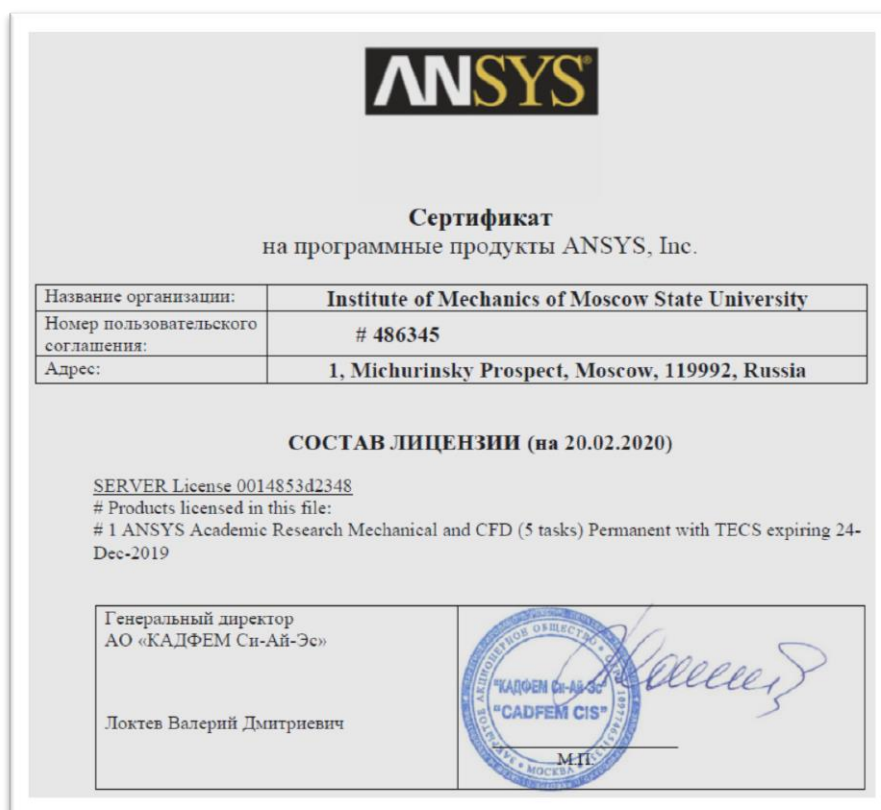 ANSYS®
Сертификат
на программные продукты ANSYS, Inc.
Название организации: Institute of Mechanics of Moscow State University
Номер пользовательского соглашения: # 486345
Адрес: 1, Michurinsky Prospect, Moscow, 119992, Russia
СОСТАВ ЛИЦЕНЗИИ (на 20.02.2020)
SERVER License 0014853d2348
# Products licensed in this file:
# 1 ANSYS Academic Research Mechanical and CFD (5 tasks) Permanent with TECS expiring 24-
Dec-2019
Генеральный директор
АО «КАДФЕМ Си-Ай-Эс»
Локтев Валерий Дмитриевич
ЗАКРЫТОЕ АКЦИОНЕРНОЕ ОБЩЕСТВО
"КАДФЕМ Си-Ай-Эс"
"CADFEM CIS"
МОСКВА
М.П.